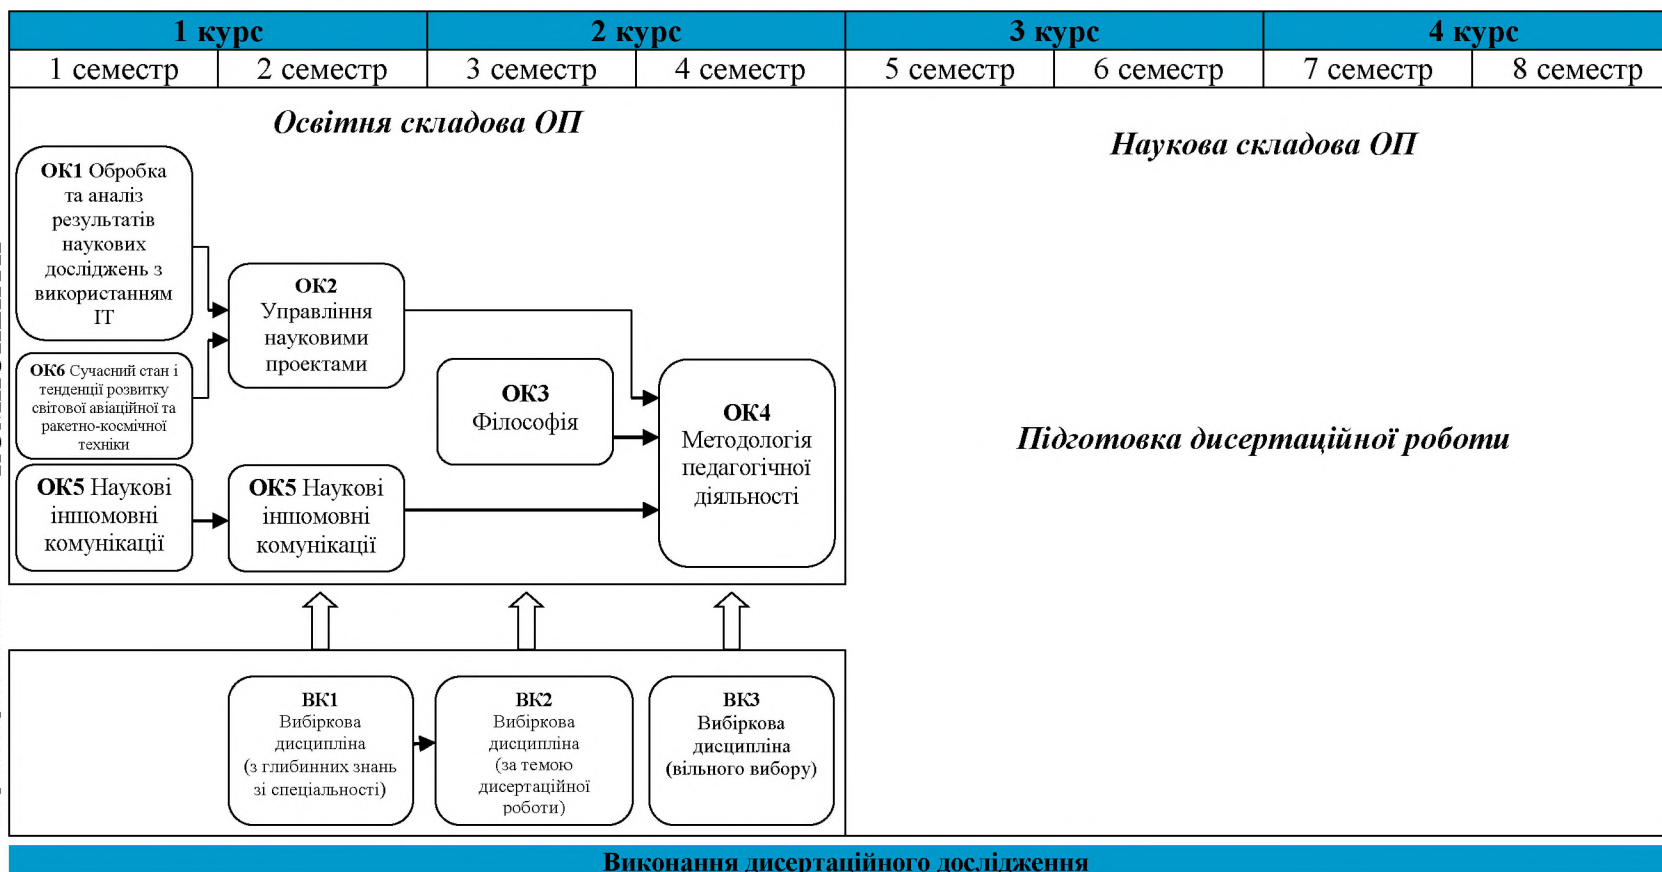 1 курс
2 курс
3 курс
4 курс
1 семестр
2 семестр
3 семестр
4 семестр
5 семестр
6 семестр
7 семестр
8 семестр
Освітня складова ОП
Наукова складова ОП
ОК1 Обробка
та аналіз
результатів
наукових
досліджень з
використанням
ІТ
ОК2
Управління
науковими
проектами
ОК6 Сучасний стан і
тенденції розвитку
світової авіаційної та
ракетно-космічної
техніки
ОК3
Філософія
ОК4
Методологія
педагогічної
діяльності
Підготовка дисертаційної роботи
ОК5 Наукові
іншомовні
комунікації
ОК5 Наукові
іншомовні
комунікації
ВК1
Вибіркова
дисципліна
(з глибинних знань
зі спеціальності)
ВК2
Вибіркова
дисципліна
(за темою
дисертаційної
роботи)
ВК3
Вибіркова
дисципліна
(вільного вибору)
Виконання дисертаційного дослідження